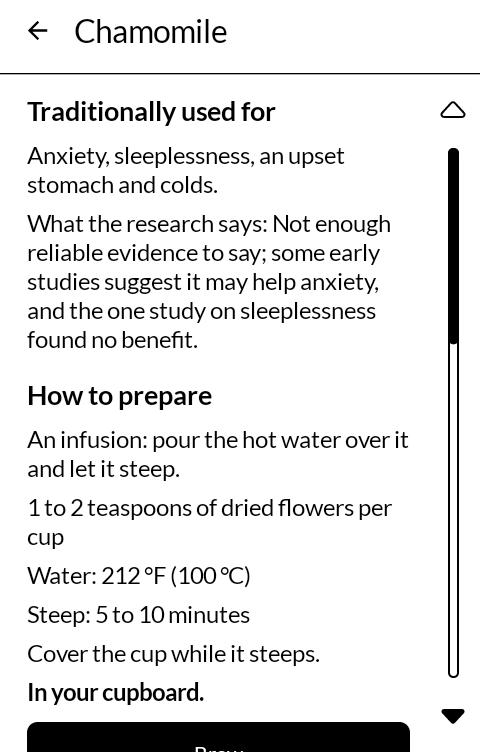 Chamomile
Traditionally used for
Anxiety, sleeplessness, an upset
stomach and colds.
What the research says: Not enough
reliable evidence to say; some early
studies suggest it may help anxiety,
and the one study on sleeplessness
found no benefit.
How to prepare
An infusion: pour the hot water over it
and let it steep.
1 to 2 teaspoons of dried flowers per
cup
Water: 212 °F (100 °C)
Steep: 5 to 10 minutes
Cover the cup while it steeps.
In your cupboard.